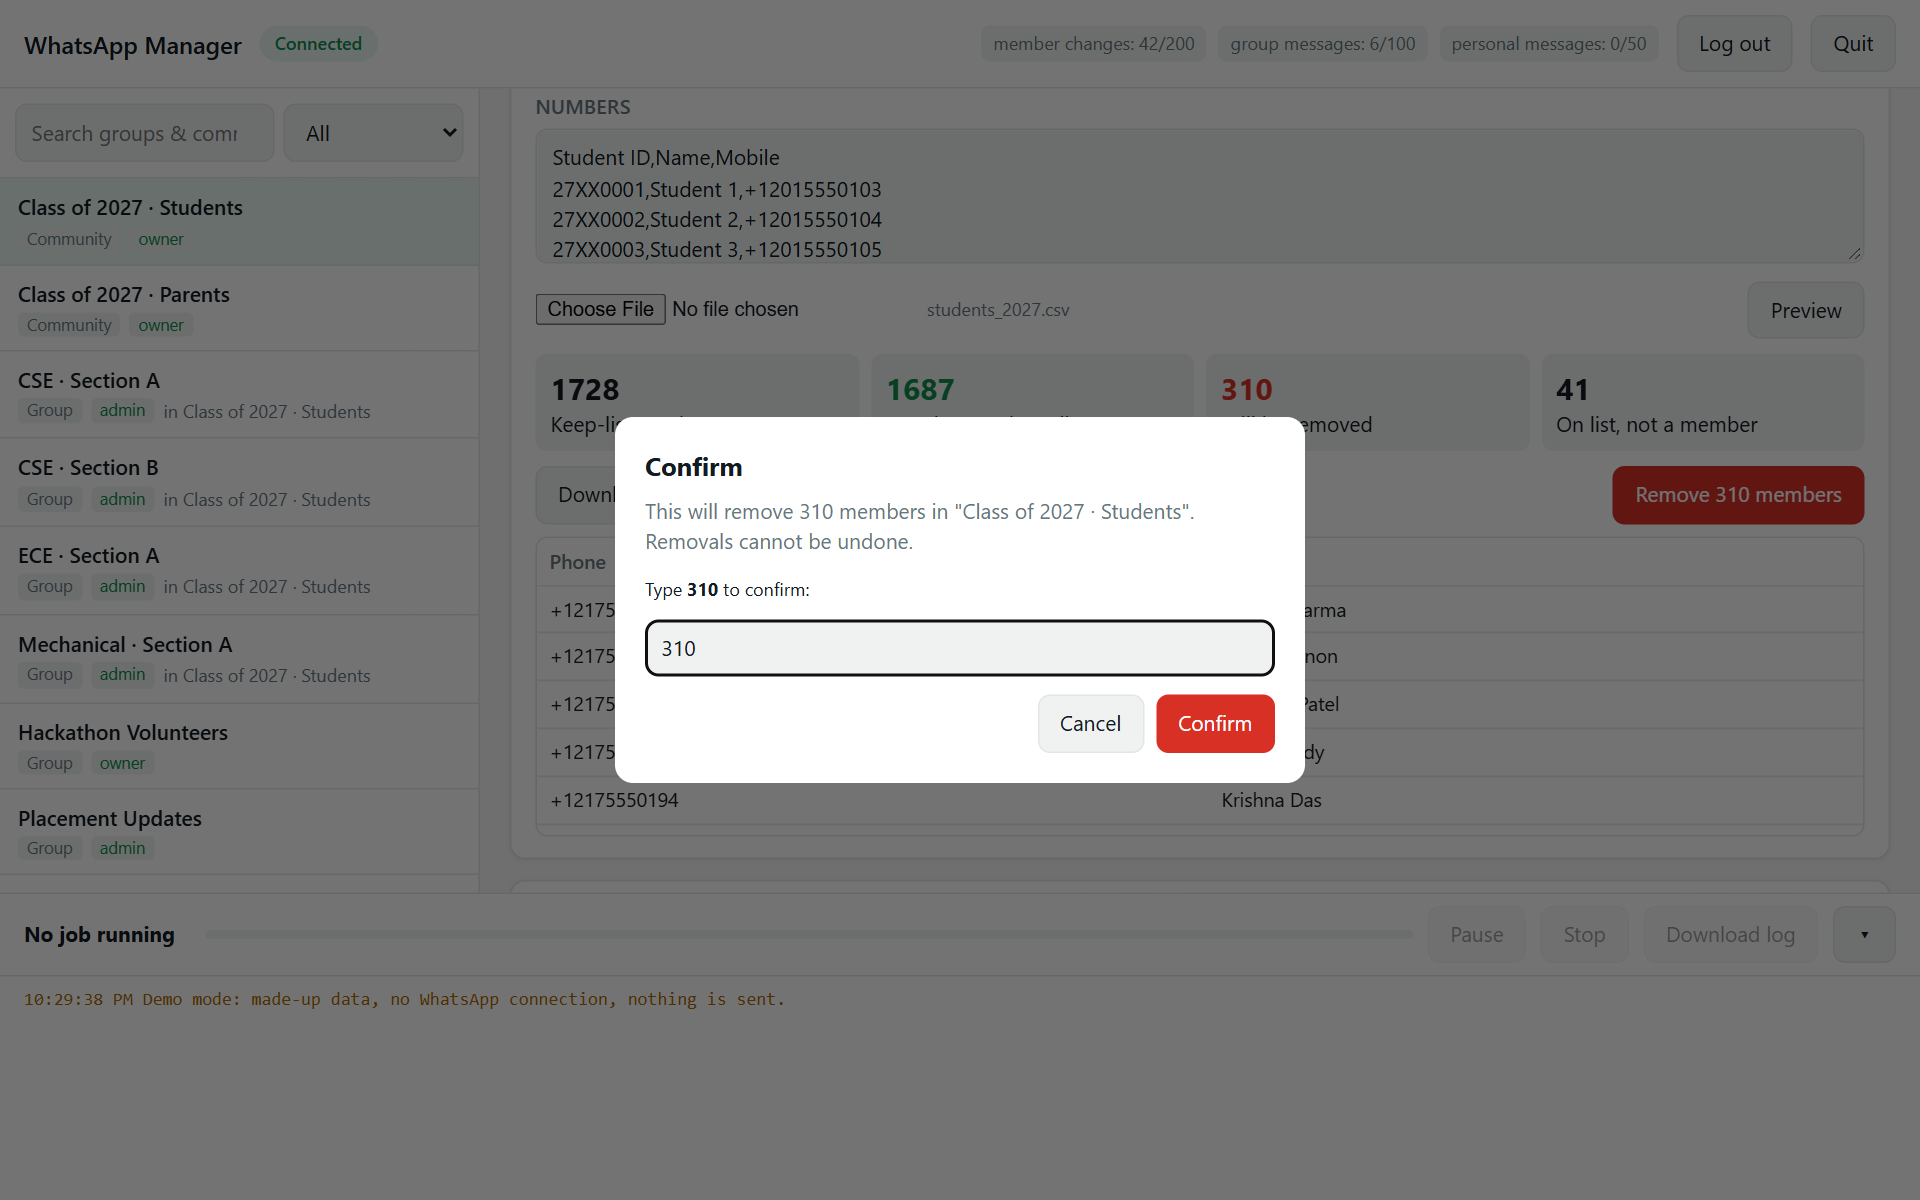 WhatsApp Manager
Connected
member changes: 42/200
group messages: 6/100
personal messages: 0/50
Log out
Quit
Search groups & comr
All
Class of 2027 · Students
Community owner
Class of 2027 · Parents
Community owner
CSE · Section A
Group admin in Class of 2027 · Students
CSE · Section B
Group admin in Class of 2027 · Students
ECE · Section A
Group admin in Class of 2027 · Students
Mechanical · Section A
Group admin in Class of 2027 · Students
Hackathon Volunteers
Group owner
Placement Updates
Group admin
NUMBERS
Student ID,Name,Mobile
27XX0001,Student 1,+12015550103
27XX0002,Student 2,+12015550104
27XX0003,Student 3,+12015550105
Choose File No file chosen
students_2027.csv
Preview
1728
1687
310
41
On list, not a member
Remove 310 members
Phone
+12175550194
Krishna Das
Confirm
This will remove 310 members in "Class of 2027 · Students".
Removals cannot be undone.
Type 310 to confirm:
310
Cancel
Confirm
No job running
Pause
Stop
Download log
10:29:38 PM Demo mode: made-up data, no WhatsApp connection, nothing is sent.